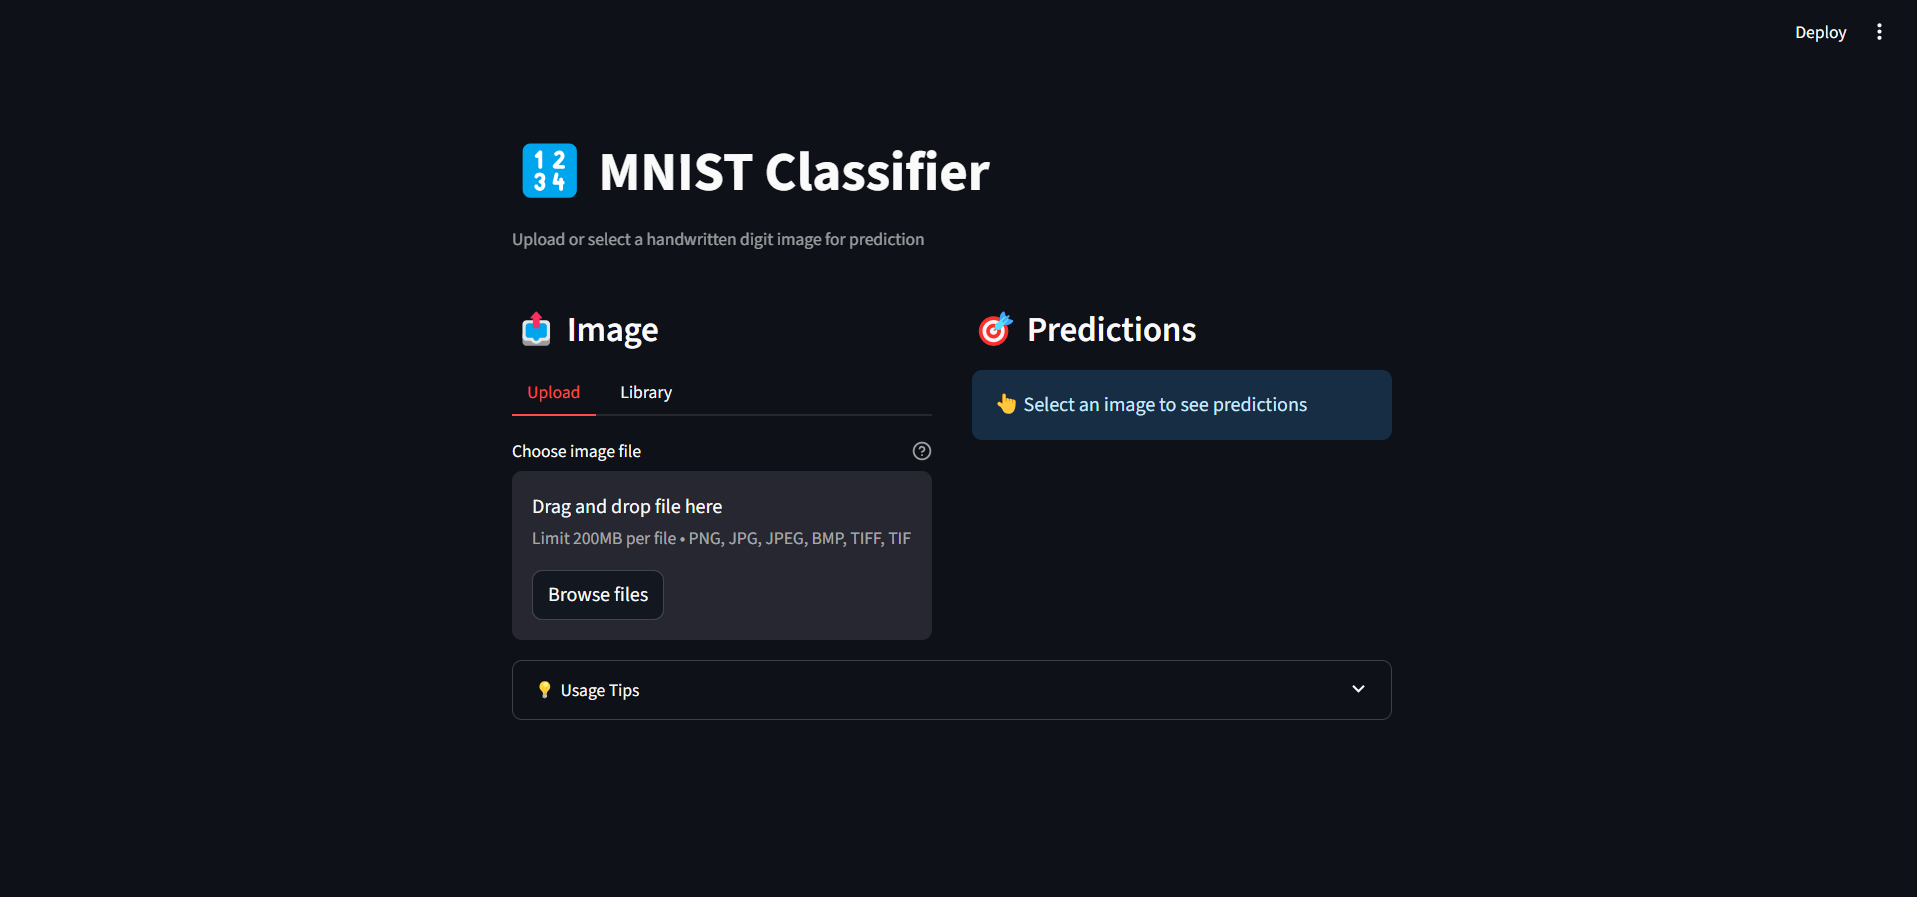 Deploy
1 2
3 4
MNIST Classifier
Upload or select a handwritten digit image for prediction
Image
Upload
Library
Choose image file
Drag and drop file here
Limit 200MB per file • PNG, JPG, JPEG, BMP, TIFF, TIF
Browse files
Predictions
Select an image to see predictions
Usage Tips